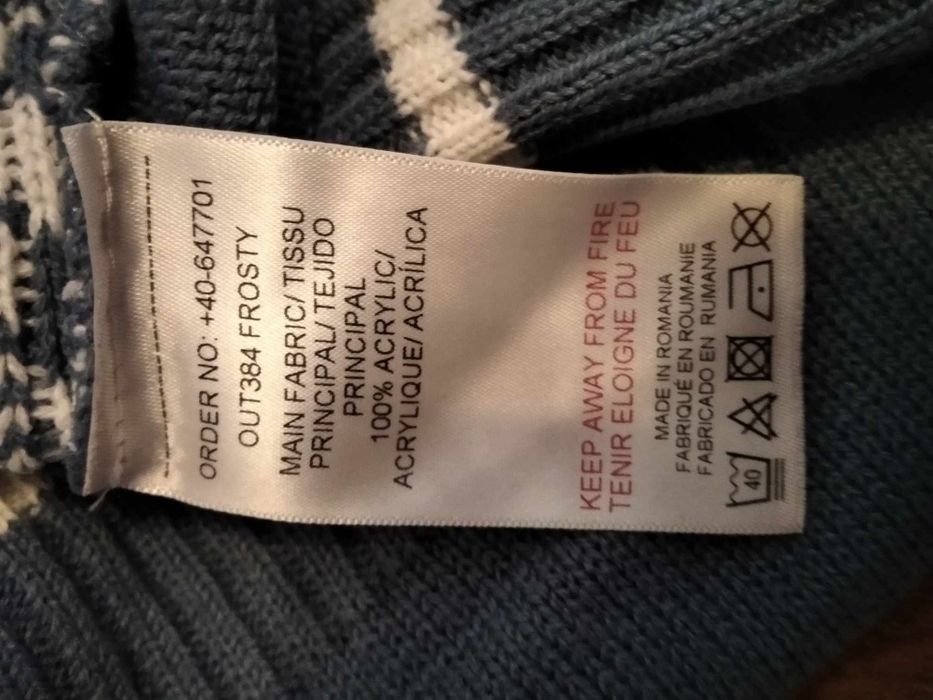 ORDER NO: +40-647701
OUT384 FROSTY
MAIN FABRIC/ TISSU
PRINCIPAL/ TEJIDO
PRINCIPAL
100% ACRYLIC/
ACRYLIQUE/ ACRÍLICA
KEEP AWAY FROM FIRE
TENIR ELOIGNE DU FEU
MADE IN ROMANIA
FABRIQUÉ EN ROUMANIE
FABRICADO EN RUMANIA
40